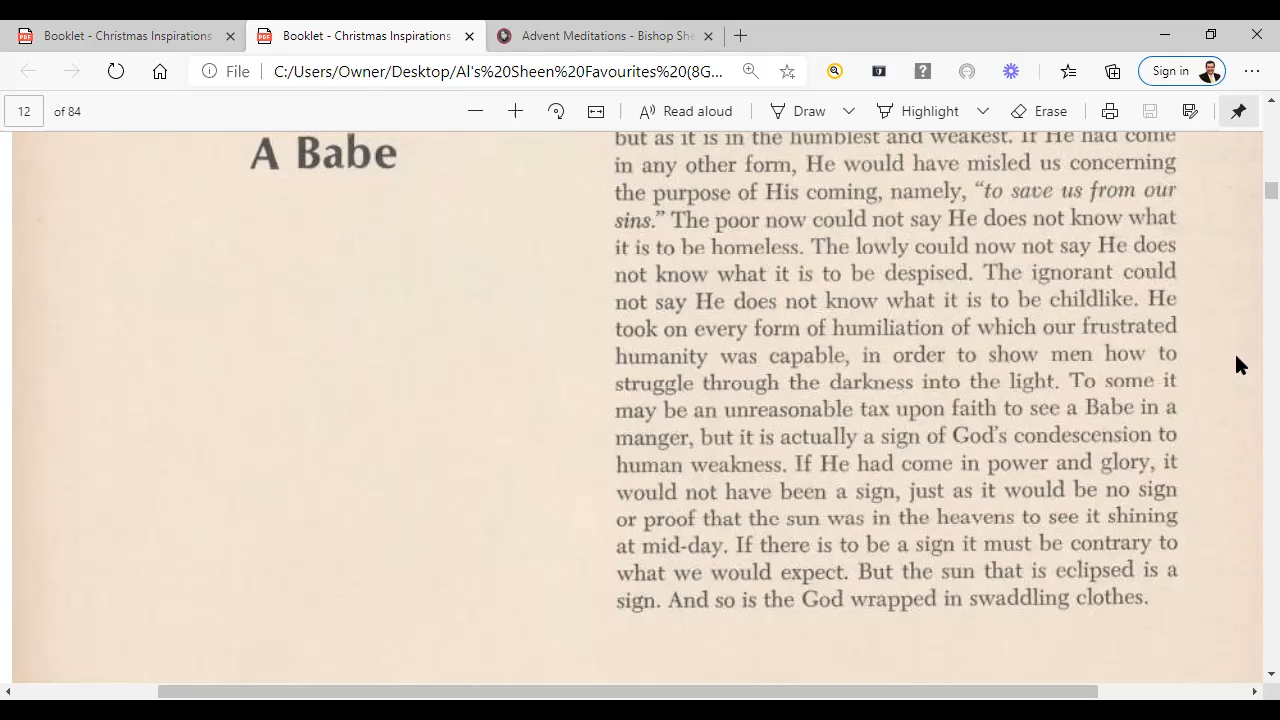 Booklet - Christmas Inspirations
Booklet - Christmas Inspirations
Advent Meditations - Bishop She
File
C:/Users/Owner/Desktop/Al's%20Sheen%20Favourites%20(8G...
Sign in
12
of 84
Read aloud
Draw
Highlight
Erase
A Babe
but as it is in the humblest and weakest. If He had come
in any other form, He would have misled us concerning
the purpose of His coming, namely, "to save us from our
sins." The poor now could not say He does not know what
it is to be homeless. The lowly could now not say He does
not know what it is to be despised. The ignorant could
not say He does not know what it is to be childlike. He
took on every form of humiliation of which our frustrated
humanity was capable, in order to show men how to
struggle through the darkness into the light. To some it
may be an unreasonable tax upon faith to see a Babe in a
manger, but it is actually a sign of God's condescension to
human weakness. If He had come in power and glory, it
would not have been a sign, just as it would be no sign
or proof that the sun was in the heavens to see it shining
at mid-day. If there is to be a sign it must be contrary to
what we would expect. But the sun that is eclipsed is a
sign. And so is the God wrapped in swaddling clothes.